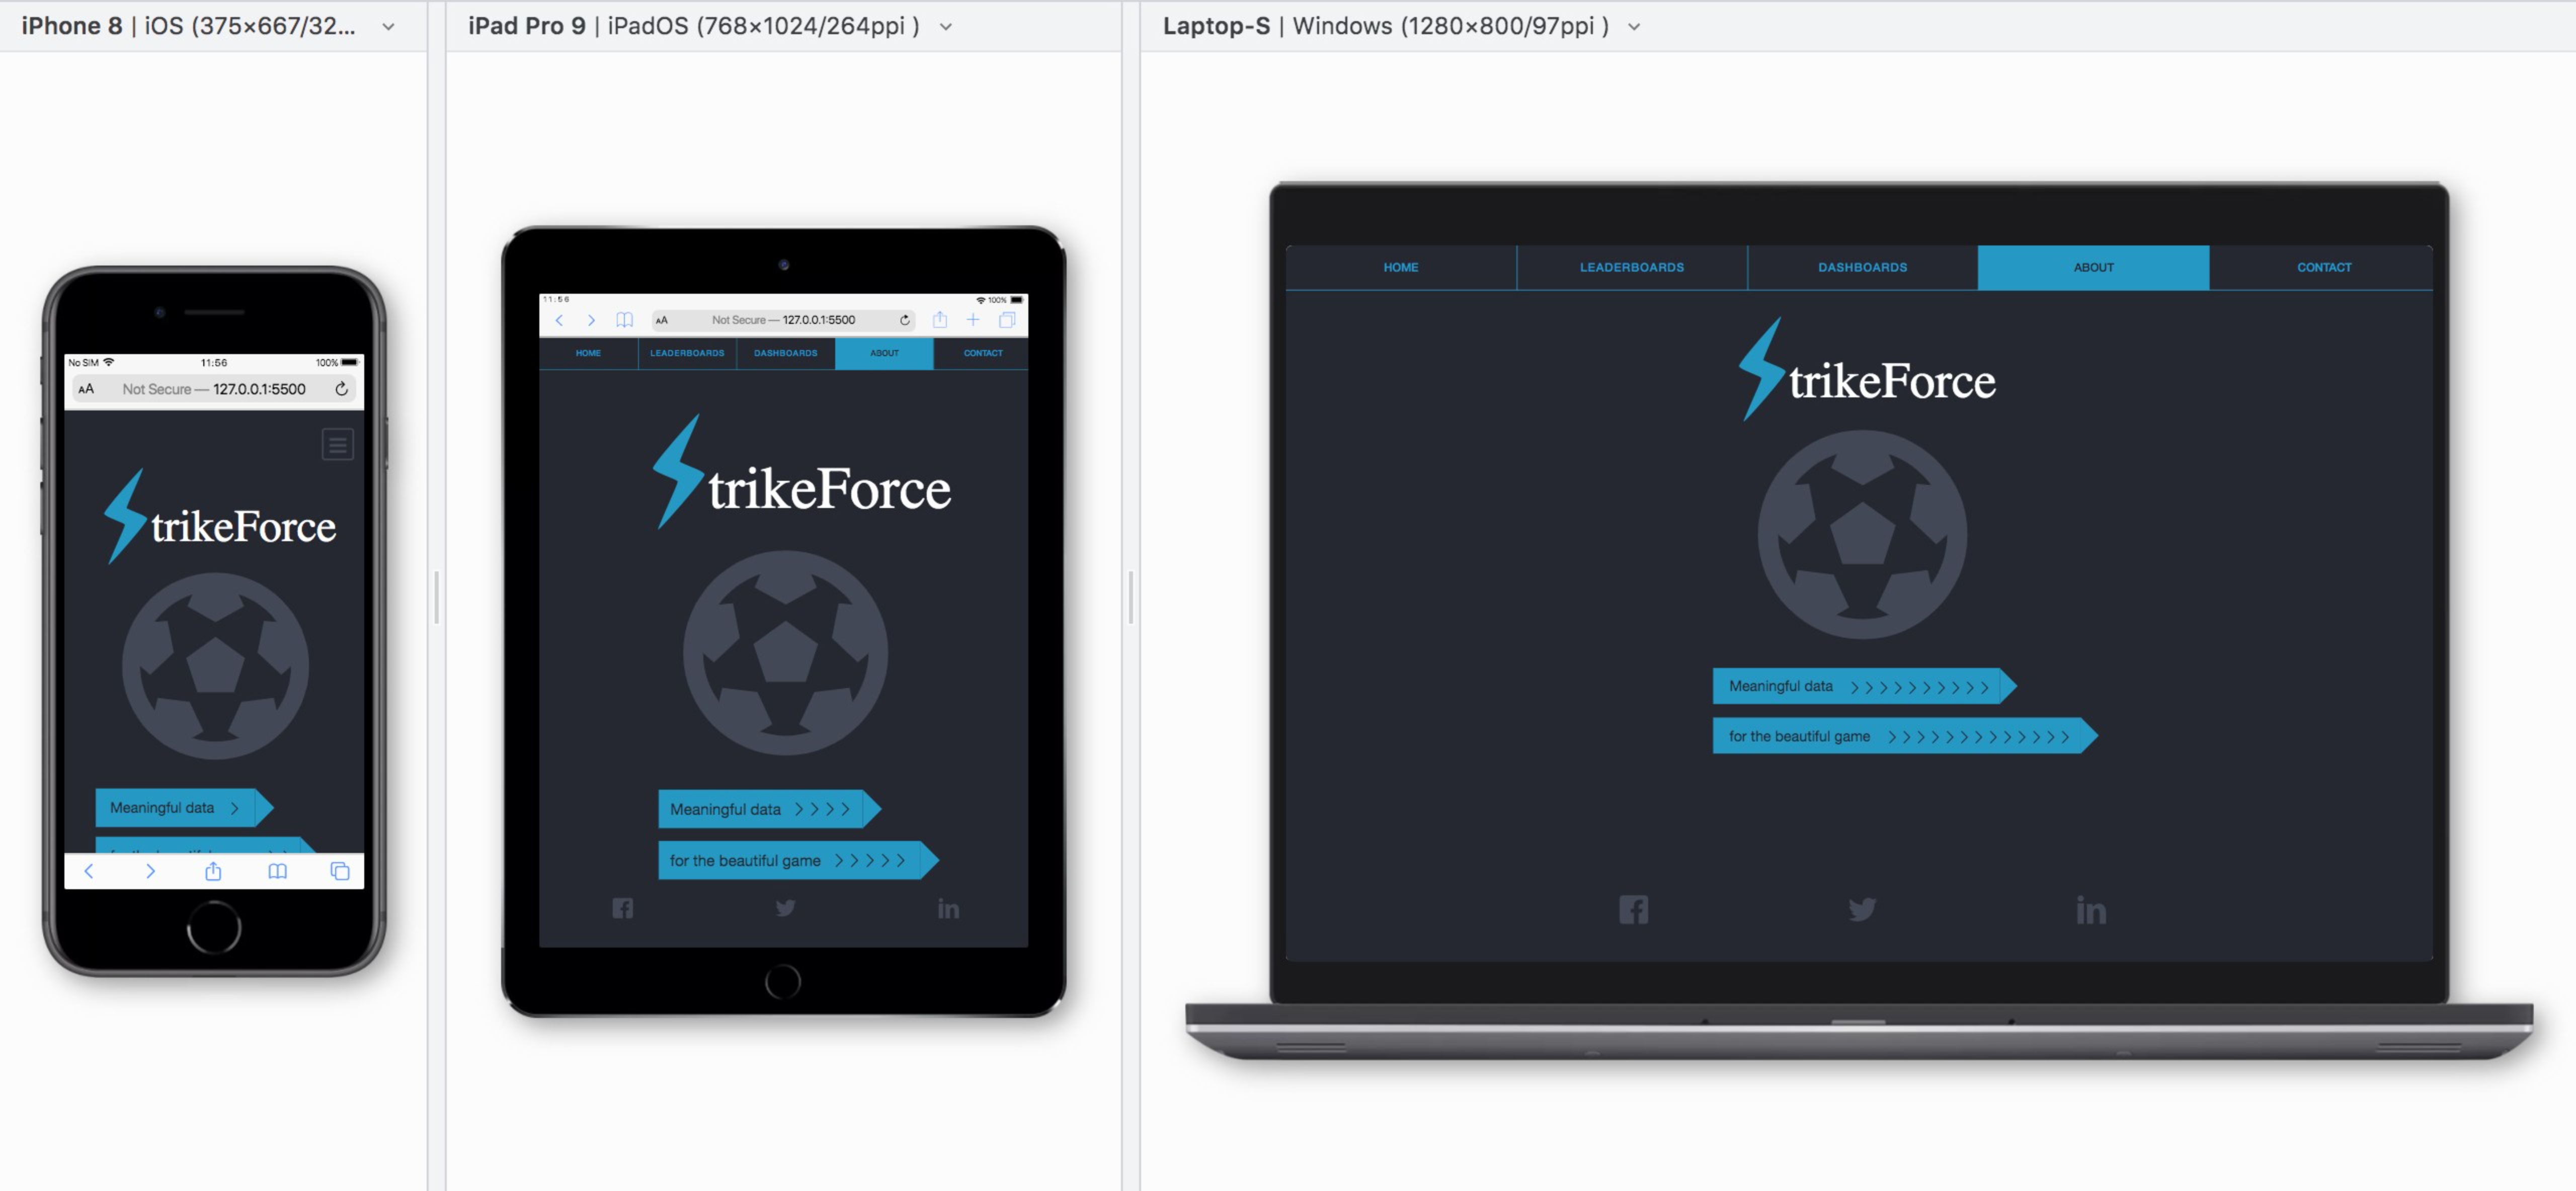 iPhone 8 | iOS (375×667/32...
iPad Pro 9 | iPadOS (768×1024/264ppi )
Laptop-S | Windows (1280×800/97ppi )
No SIM 11:56 100%
AA Not Secure — 127.0.0.1:5500
trikeForce
Meaningful data >
11:56 100%
AA Not Secure — 127.0.0.1:5500
HOME LEADERBOARDS DASHBOARDS ABOUT CONTACT
trikeForce
Meaningful data > > > >
for the beautiful game > > > > >
HOME LEADERBOARDS DASHBOARDS ABOUT CONTACT
trikeForce
Meaningful data > > > > > > > > > >
for the beautiful game > > > > > > > > > > > > >